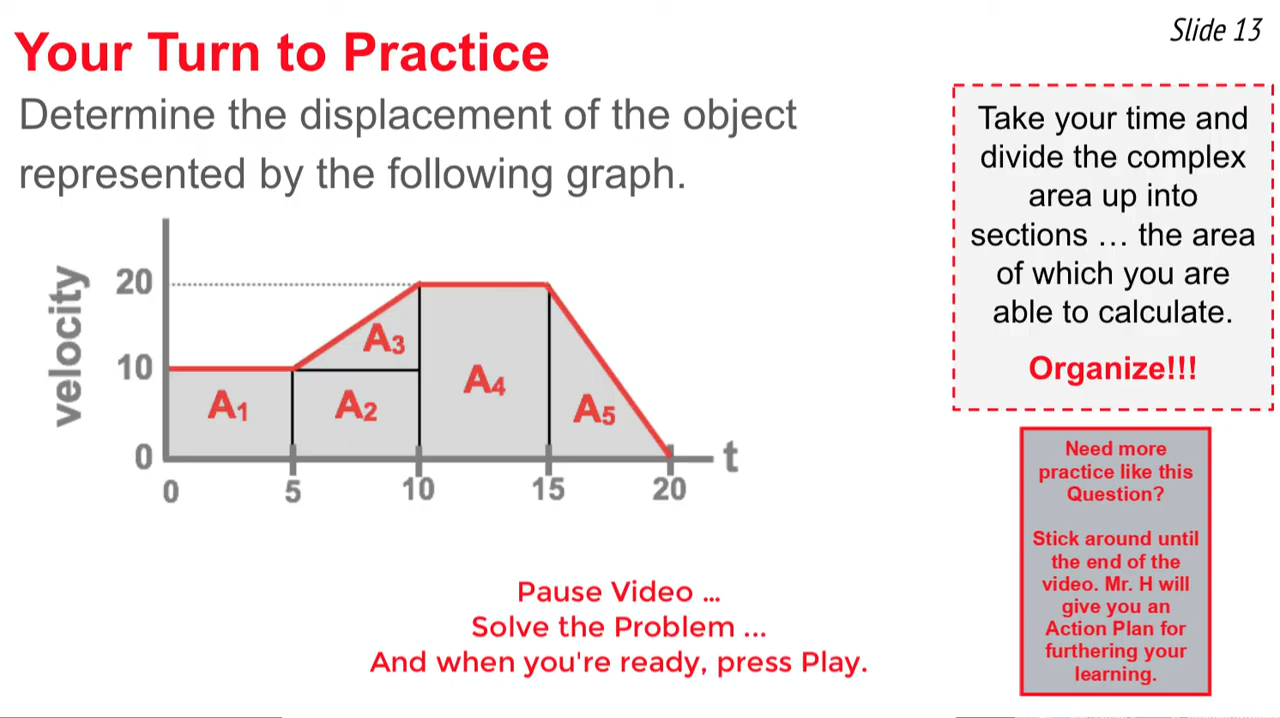 Slide 13
Your Turn to Practice
Determine the displacement of the object
represented by the following graph.
Take your time and
divide the complex
area up into
sections … the area
of which you are
able to calculate.
Organize!!!
velocity
20
10
0
A1
A2
A3
A4
A5
t
0 5 10 15 20
Need more
practice like this
Question?
Stick around until
the end of the
video. Mr. H will
give you an
Action Plan for
furthering your
learning.
Pause Video ...
Solve the Problem ...
And when you're ready, press Play.